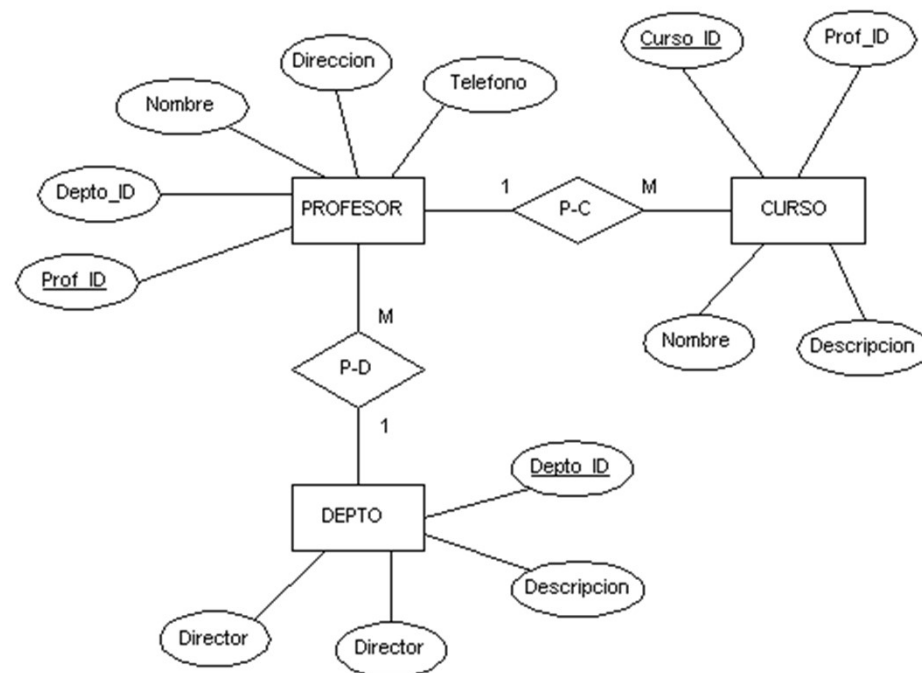 Curso_ID
Prof_ID
Direccion
Telefono
Nombre
Depto_ID
PROFESOR
1
P-C
M
CURSO
Prof_ID
M
Nombre
Descripcion
P-D
1
Depto_ID
DEPTO
Descripcion
Director
Director